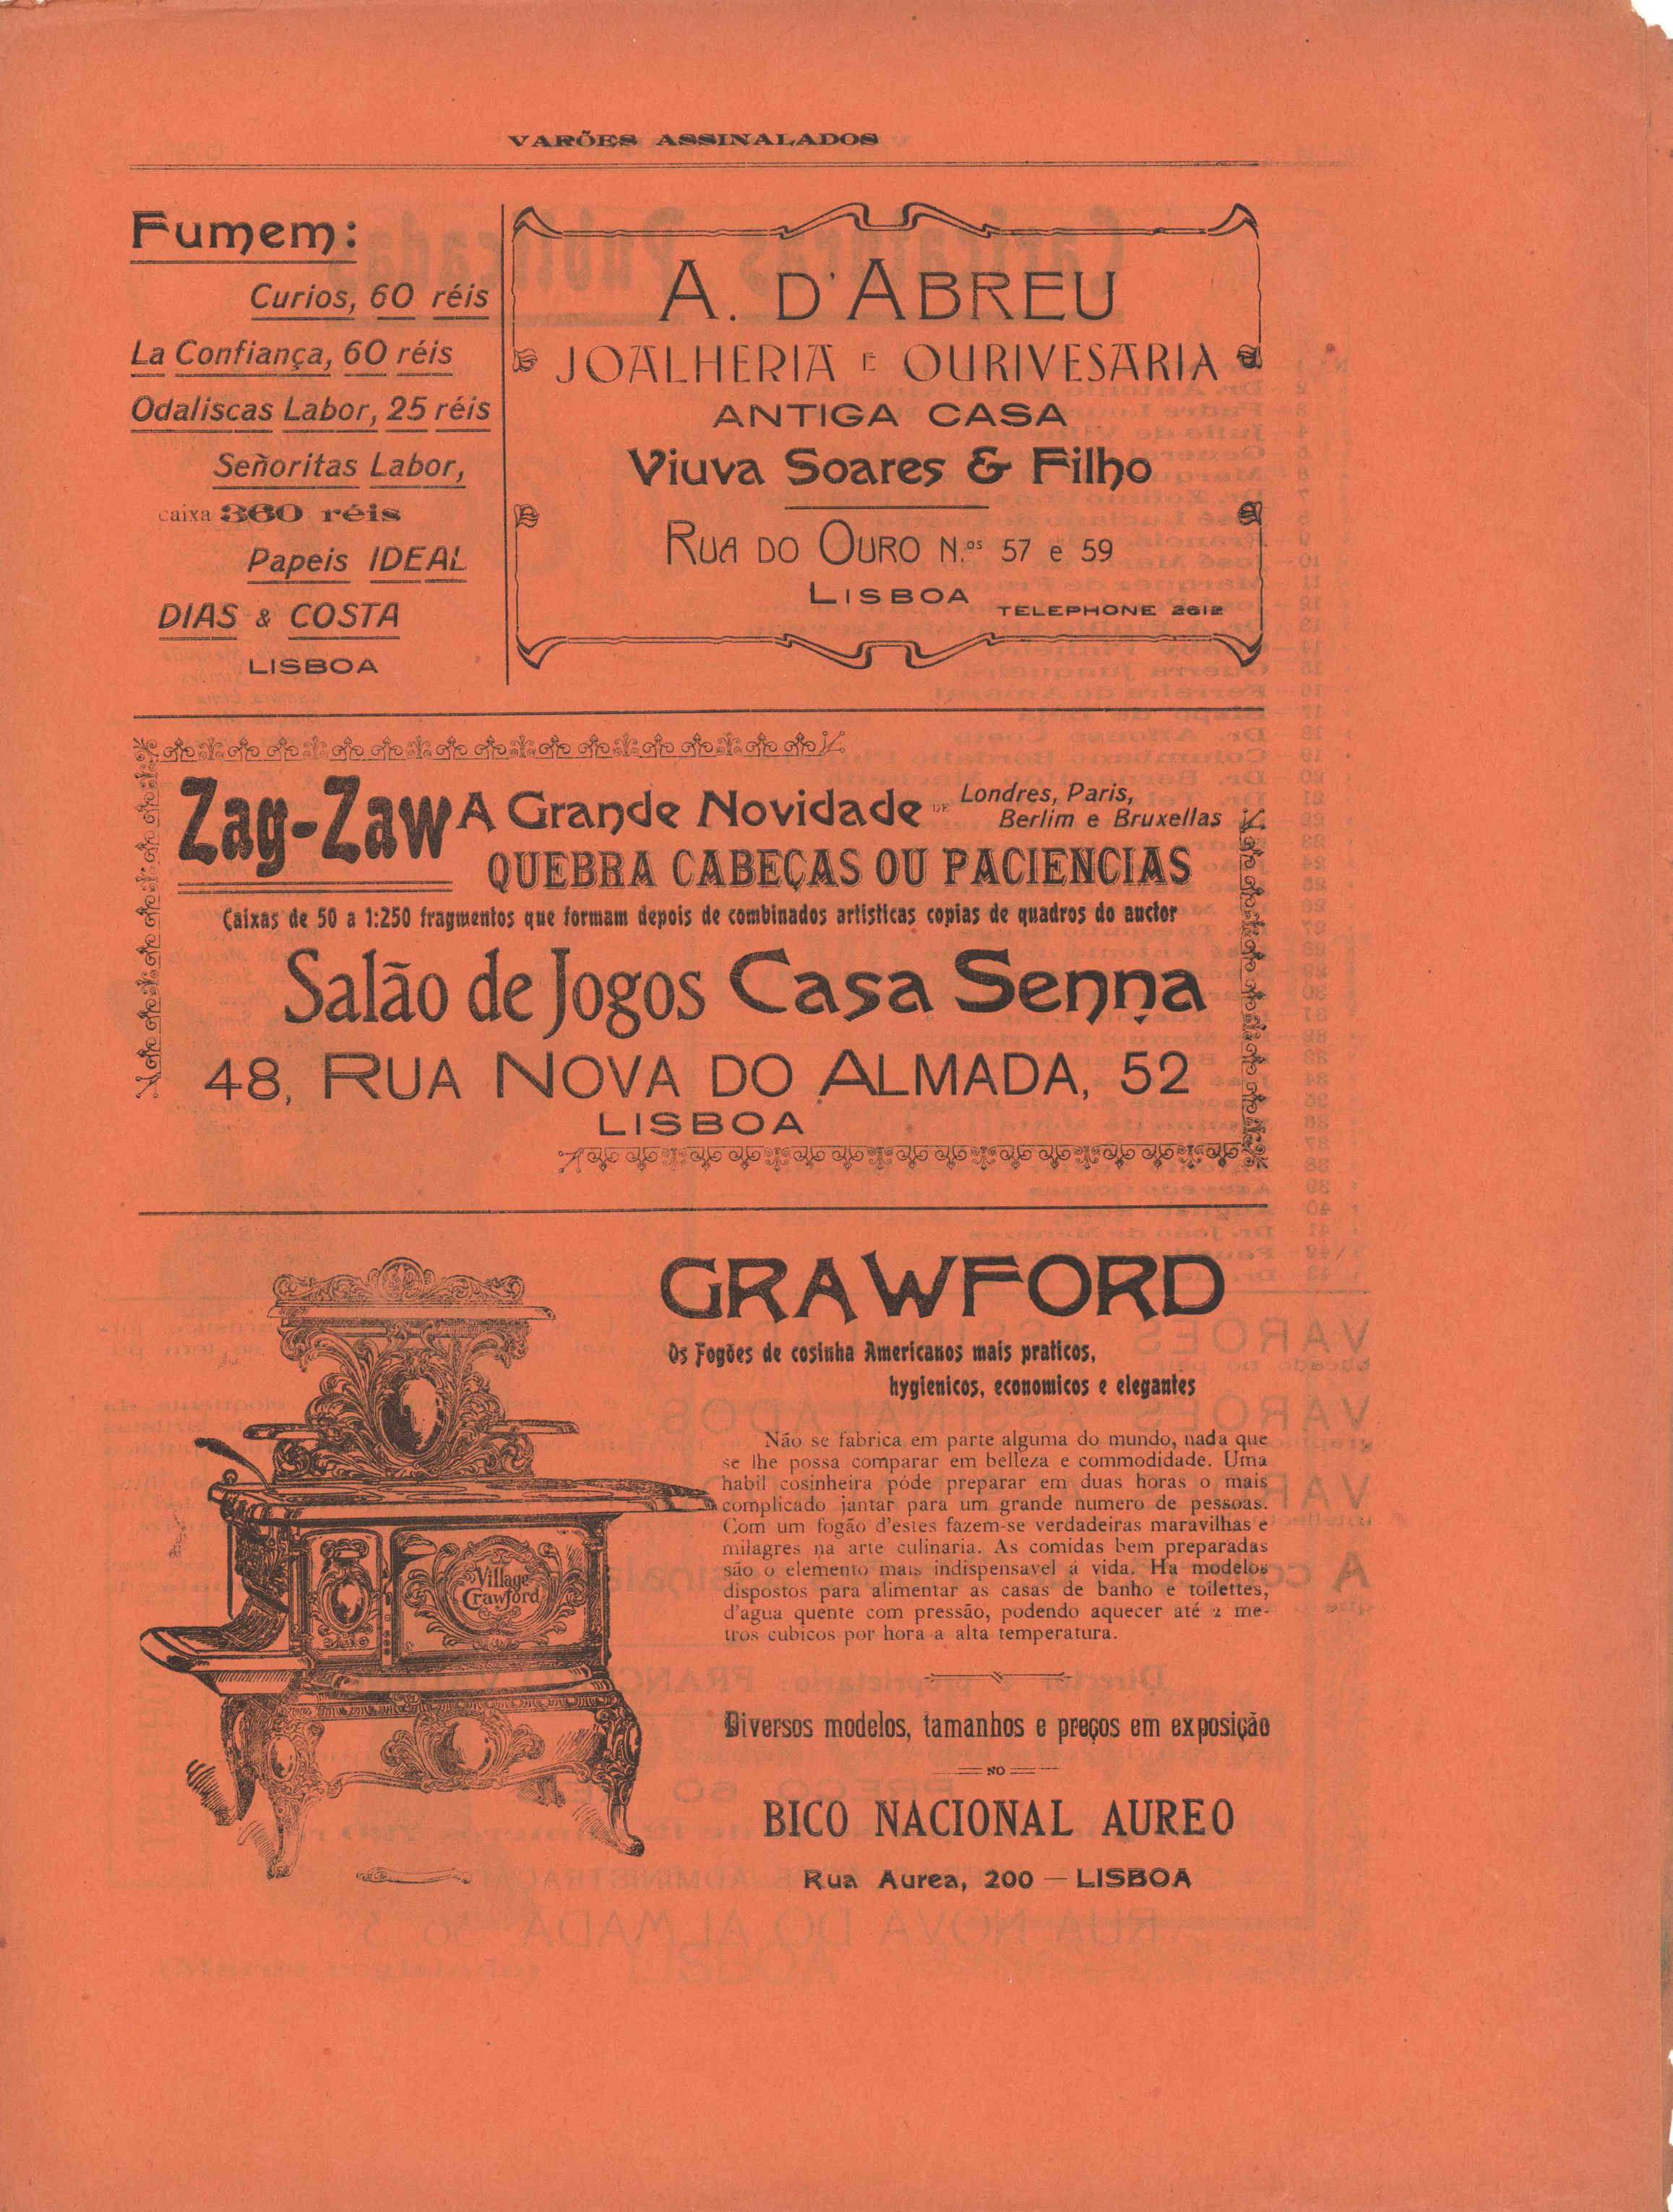 VARÕES ASSINALADOS
Fumem:
Curios, 60 réis
La Confiança, 60 réis
Odaliscas Labor, 25 réis
Señoritas Labor,
caixa 360 réis
Papeis IDEAL
DIAS & COSTA
LISBOA
A. D'ABREU
JOALHERIA E OURIVESARIA
ANTIGA CASA
Viuva Soares & Filho
RUA DO OURO N.os 57 e 59
LISBOA
TELEPHONE 2612
Zag-Zaw A Grande Novidade DE Londres, Paris,
Berlim e Bruxellas
QUEBRA CABEÇAS OU PACIENCIAS
Caixas de 50 a 1:250 fragmentos que formam depois de combinados artisticas copias de quadros do auctor
Salão de Jogos Casa Senna
48, RUA NOVA DO ALMADA, 52
LISBOA
GRAWFORD
Os Fogões de cosinha Americanos mais praticos,
hygienicos, economicos e elegantes
Não se fabrica em parte alguma do mundo, nada que
se lhe possa comparar em belleza e commodidade. Uma
habil cosinheira póde preparar em duas horas o mais
complicado jantar para um grande numero de pessoas.
Com um fogão d'estes fazem-se verdadeiras maravilhas e
milagres na arte culinaria. As comidas bem preparadas
são o elemento mais indispensavel á vida. Ha modelos
dispostos para alimentar as casas de banho e toilettes,
d'agua quente com pressão, podendo aquecer até 2 me-
tros cubicos por hora a alta temperatura.
Village
Crawford
Diversos modelos, tamanhos e preços em exposição
NO
BICO NACIONAL AUREO
Rua Aurea, 200 — LISBOA